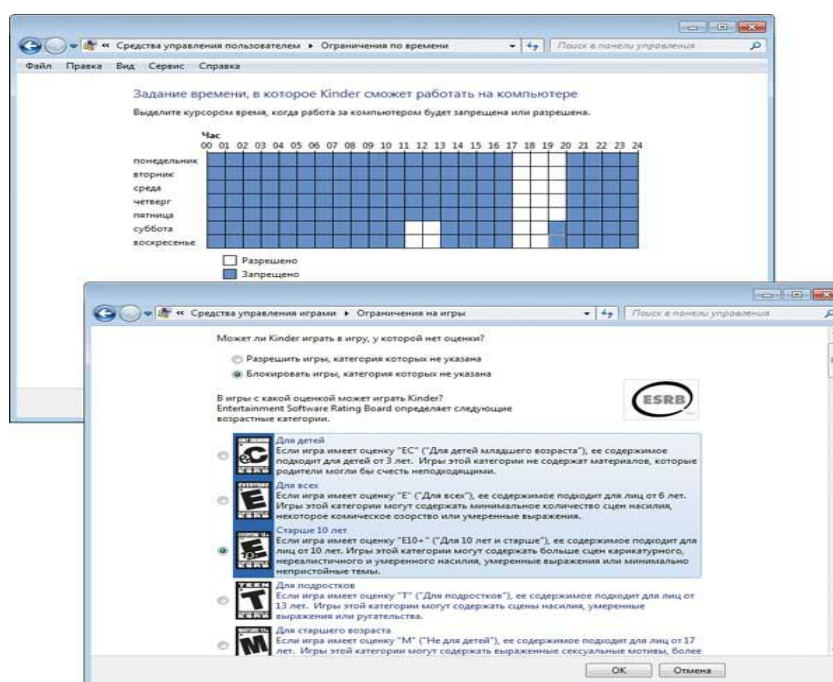 Средства управления пользователем ▸ Ограничения по времени
Поиск в панели управления
Файл Правка Вид Сервис Справка
Задание времени, в которое Kinder сможет работать на компьютере
Выделите курсором время, когда работа за компьютером будет запрещена или разрешена.
Час
00 01 02 03 04 05 06 07 08 09 10 11 12 13 14 15 16 17 18 19 20 21 22 23 24
понедельник
вторник
среда
четверг
пятница
суббота
воскресенье
Разрешено
Запрещено
Средства управления играми ▸ Ограничения на игры
Поиск в панели управления
Может ли Kinder играть в игру, у которой нет оценки?
Разрешить игры, категория которых не указана
Блокировать игры, категория которых не указана
В игры с какой оценкой может играть Kinder?
Entertainment Software Rating Board определяет следующие
возрастные категории.
ESRB
Для детей
Если игра имеет оценку "EC" ("Для детей младшего возраста"), ее содержимое
подходит для детей от 3 лет. Игры этой категории не содержат материалов, которые
родители могли бы счесть неподходящими.
Для всех
Если игра имеет оценку "E" ("Для всех"), ее содержимое подходит для лиц от 6 лет.
Игры этой категории могут содержать минимальное количество сцен насилия,
некоторое комическое озорство или умеренные выражения.
Старше 10 лет
Если игра имеет оценку "E10+" ("Для 10 лет и старше"), ее содержимое подходит для
лиц от 10 лет. Игры этой категории могут содержать больше сцен карикатурного,
нереалистичного и умеренного насилия, умеренные выражения или минимально
непристойные темы.
TEEN
T
Для подростков
Если игра имеет оценку "T" ("Для подростков"), ее содержимое подходит для лиц от
13 лет. Игры этой категории могут содержать сцены насилия, умеренные
выражения или ругательства.
M
Для старшего возраста
Если игра имеет оценку "M" ("Не для детей"), ее содержимое подходит для лиц от 17
лет. Игры этой категории могут содержать выраженные сексуальные мотивы, более
OK Отмена